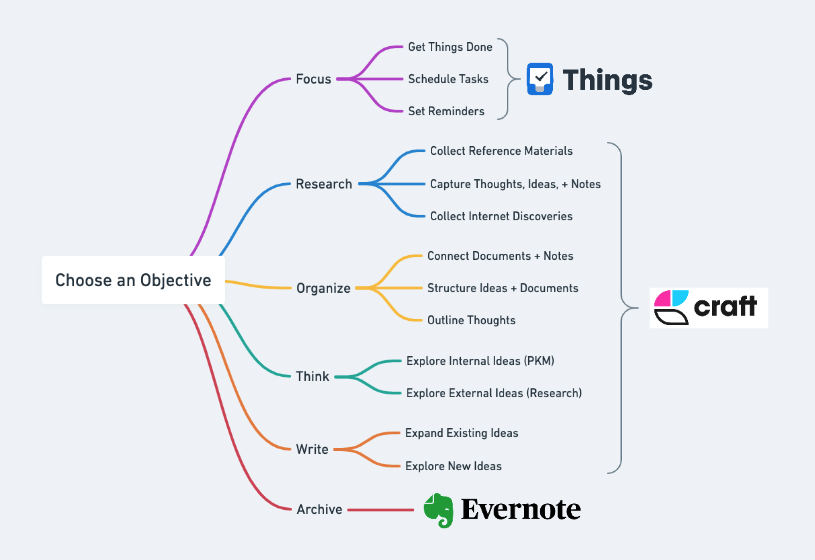 Choose an Objective
Focus
Get Things Done
Schedule Tasks
Set Reminders
Things
Research
Collect Reference Materials
Capture Thoughts, Ideas, + Notes
Collect Internet Discoveries
Organize
Connect Documents + Notes
Structure Ideas + Documents
Outline Thoughts
craft
Think
Explore Internal Ideas (PKM)
Explore External Ideas (Research)
Write
Expand Existing Ideas
Explore New Ideas
Archive
Evernote